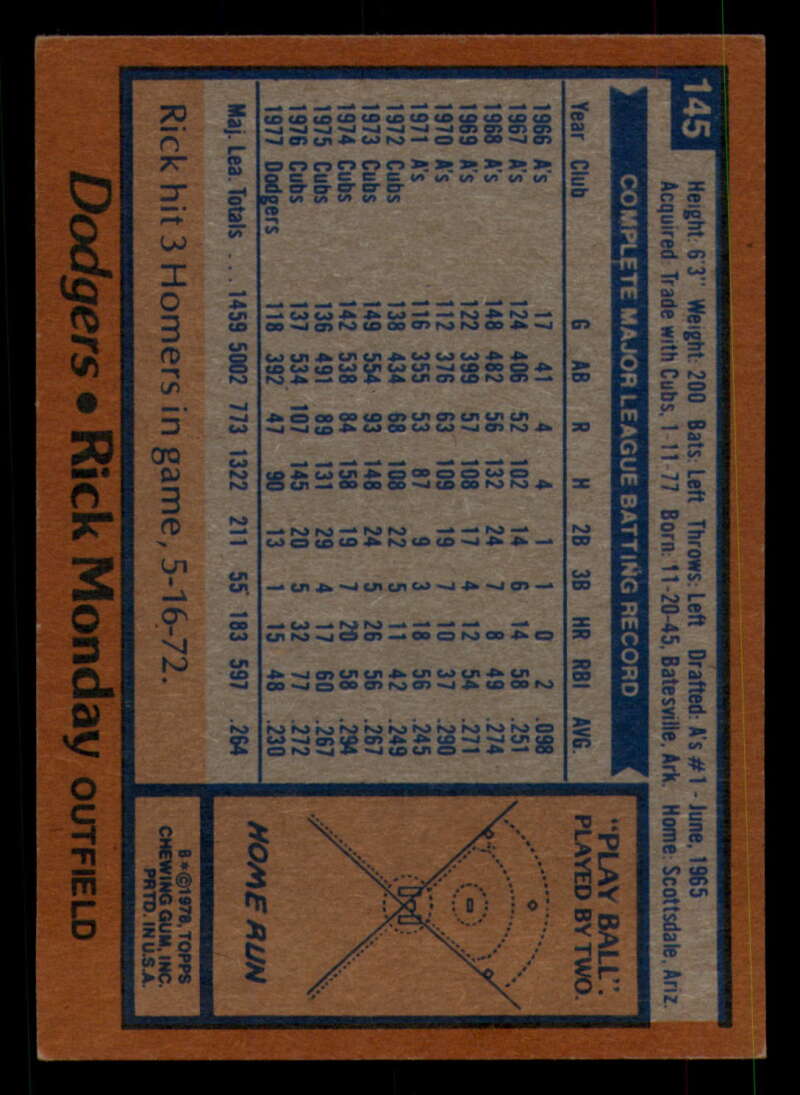 145
Height: 6'3" Weight: 200 Bats: Left Throws: Left Drafted: A's #1 - June, 1965
Acquired: Trade with Cubs, 1-11-77 Born: 11-20-45, Batesville, Ark. Home: Scottsdale, Ariz.
COMPLETE MAJOR LEAGUE BATTING RECORD
Year Club G AB R H 2B 3B HR RBI AVG.
1966 A's 17 41 4 4 1 1 0 2 .098
1967 A's 124 406 52 102 14 6 14 58 .251
1968 A's 148 482 56 132 24 7 8 49 .274
1969 A's 122 399 57 108 17 4 12 54 .271
1970 A's 112 376 63 109 19 7 10 37 .290
1971 A's 116 355 53 87 9 3 18 56 .245
1972 Cubs 138 434 68 108 22 5 11 42 .249
1973 Cubs 149 554 93 148 24 5 26 56 .267
1974 Cubs 142 538 84 158 19 7 20 58 .294
1975 Cubs 136 491 89 131 29 4 17 60 .267
1976 Cubs 137 534 107 145 20 5 32 77 .272
1977 Dodgers 118 392 47 90 13 1 15 48 .230
Maj. Lea. Totals . . . 1459 5002 773 1322 211 55 183 597 .264
Rick hit 3 Homers in game, 5-16-72.
"PLAY BALL":
PLAYED BY TWO.
HOME RUN
B*©1978, TOPPS
CHEWING GUM, INC.
PRTD. IN U.S.A.
Dodgers • Rick Monday OUTFIELD